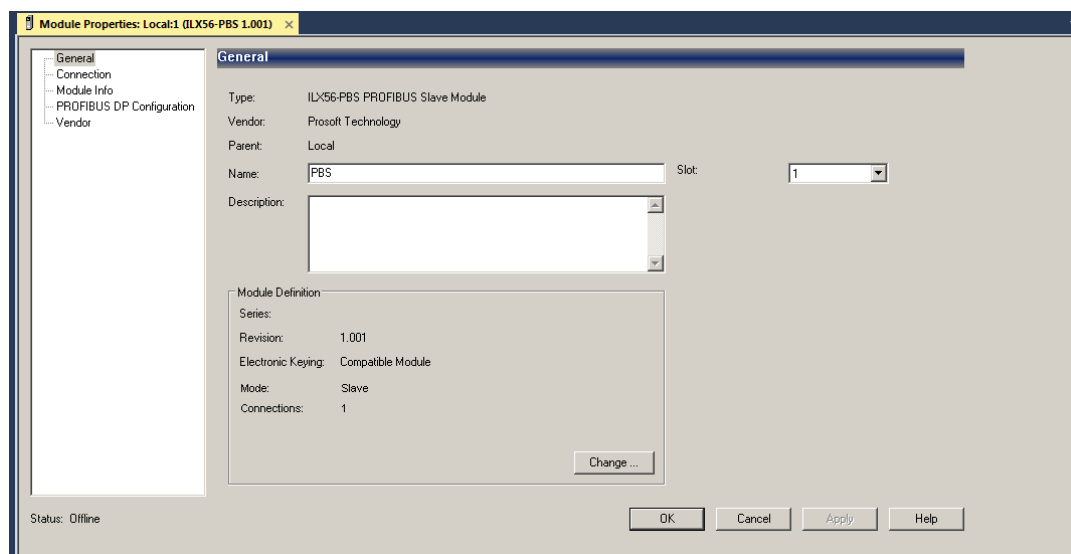 Module Properties: Local:1 (ILX56-PBS 1.001) ×
General
Connection
Module Info
PROFIBUS DP Configuration
Vendor
General
Type: ILX56-PBS PROFIBUS Slave Module
Vendor: Prosoft Technology
Parent: Local
Name: PBS Slot: 1
Description:
Module Definition
Series:
Revision: 1.001
Electronic Keying: Compatible Module
Mode: Slave
Connections: 1
Change ...
Status: Offline OK Cancel Apply Help